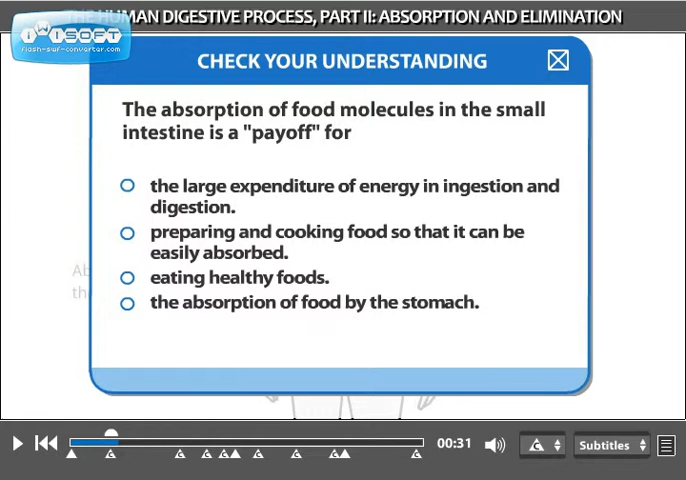 THE HUMAN DIGESTIVE PROCESS, PART II: ABSORPTION AND ELIMINATION
iWiSOFT
flash-swf-converter.com
CHECK YOUR UNDERSTANDING
The absorption of food molecules in the small
intestine is a "payoff" for
the large expenditure of energy in ingestion and
digestion.
preparing and cooking food so that it can be
easily absorbed.
eating healthy foods.
the absorption of food by the stomach.
Ab
the
00:31
C
Subtitles